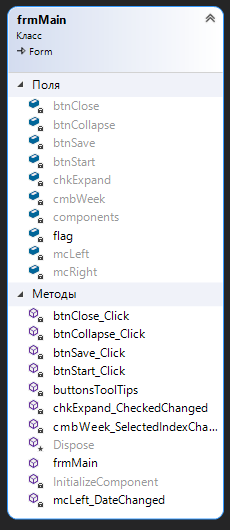 frmMain
Класс
Form
Поля
btnClose
btnCollapse
btnSave
btnStart
chkExpand
cmbWeek
components
flag
mcLeft
mcRight
Методы
btnClose_Click
btnCollapse_Click
btnSave_Click
btnStart_Click
buttonsToolTips
chkExpand_CheckedChanged
cmbWeek_SelectedIndexCha...
Dispose
frmMain
InitializeComponent
mcLeft_DateChanged